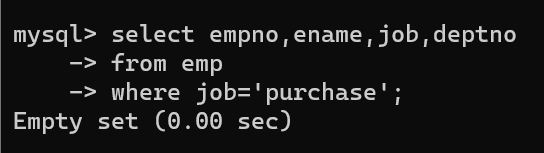 mysql> select empno,ename,job,deptno
    -> from emp
    -> where job='purchase';
Empty set (0.00 sec)